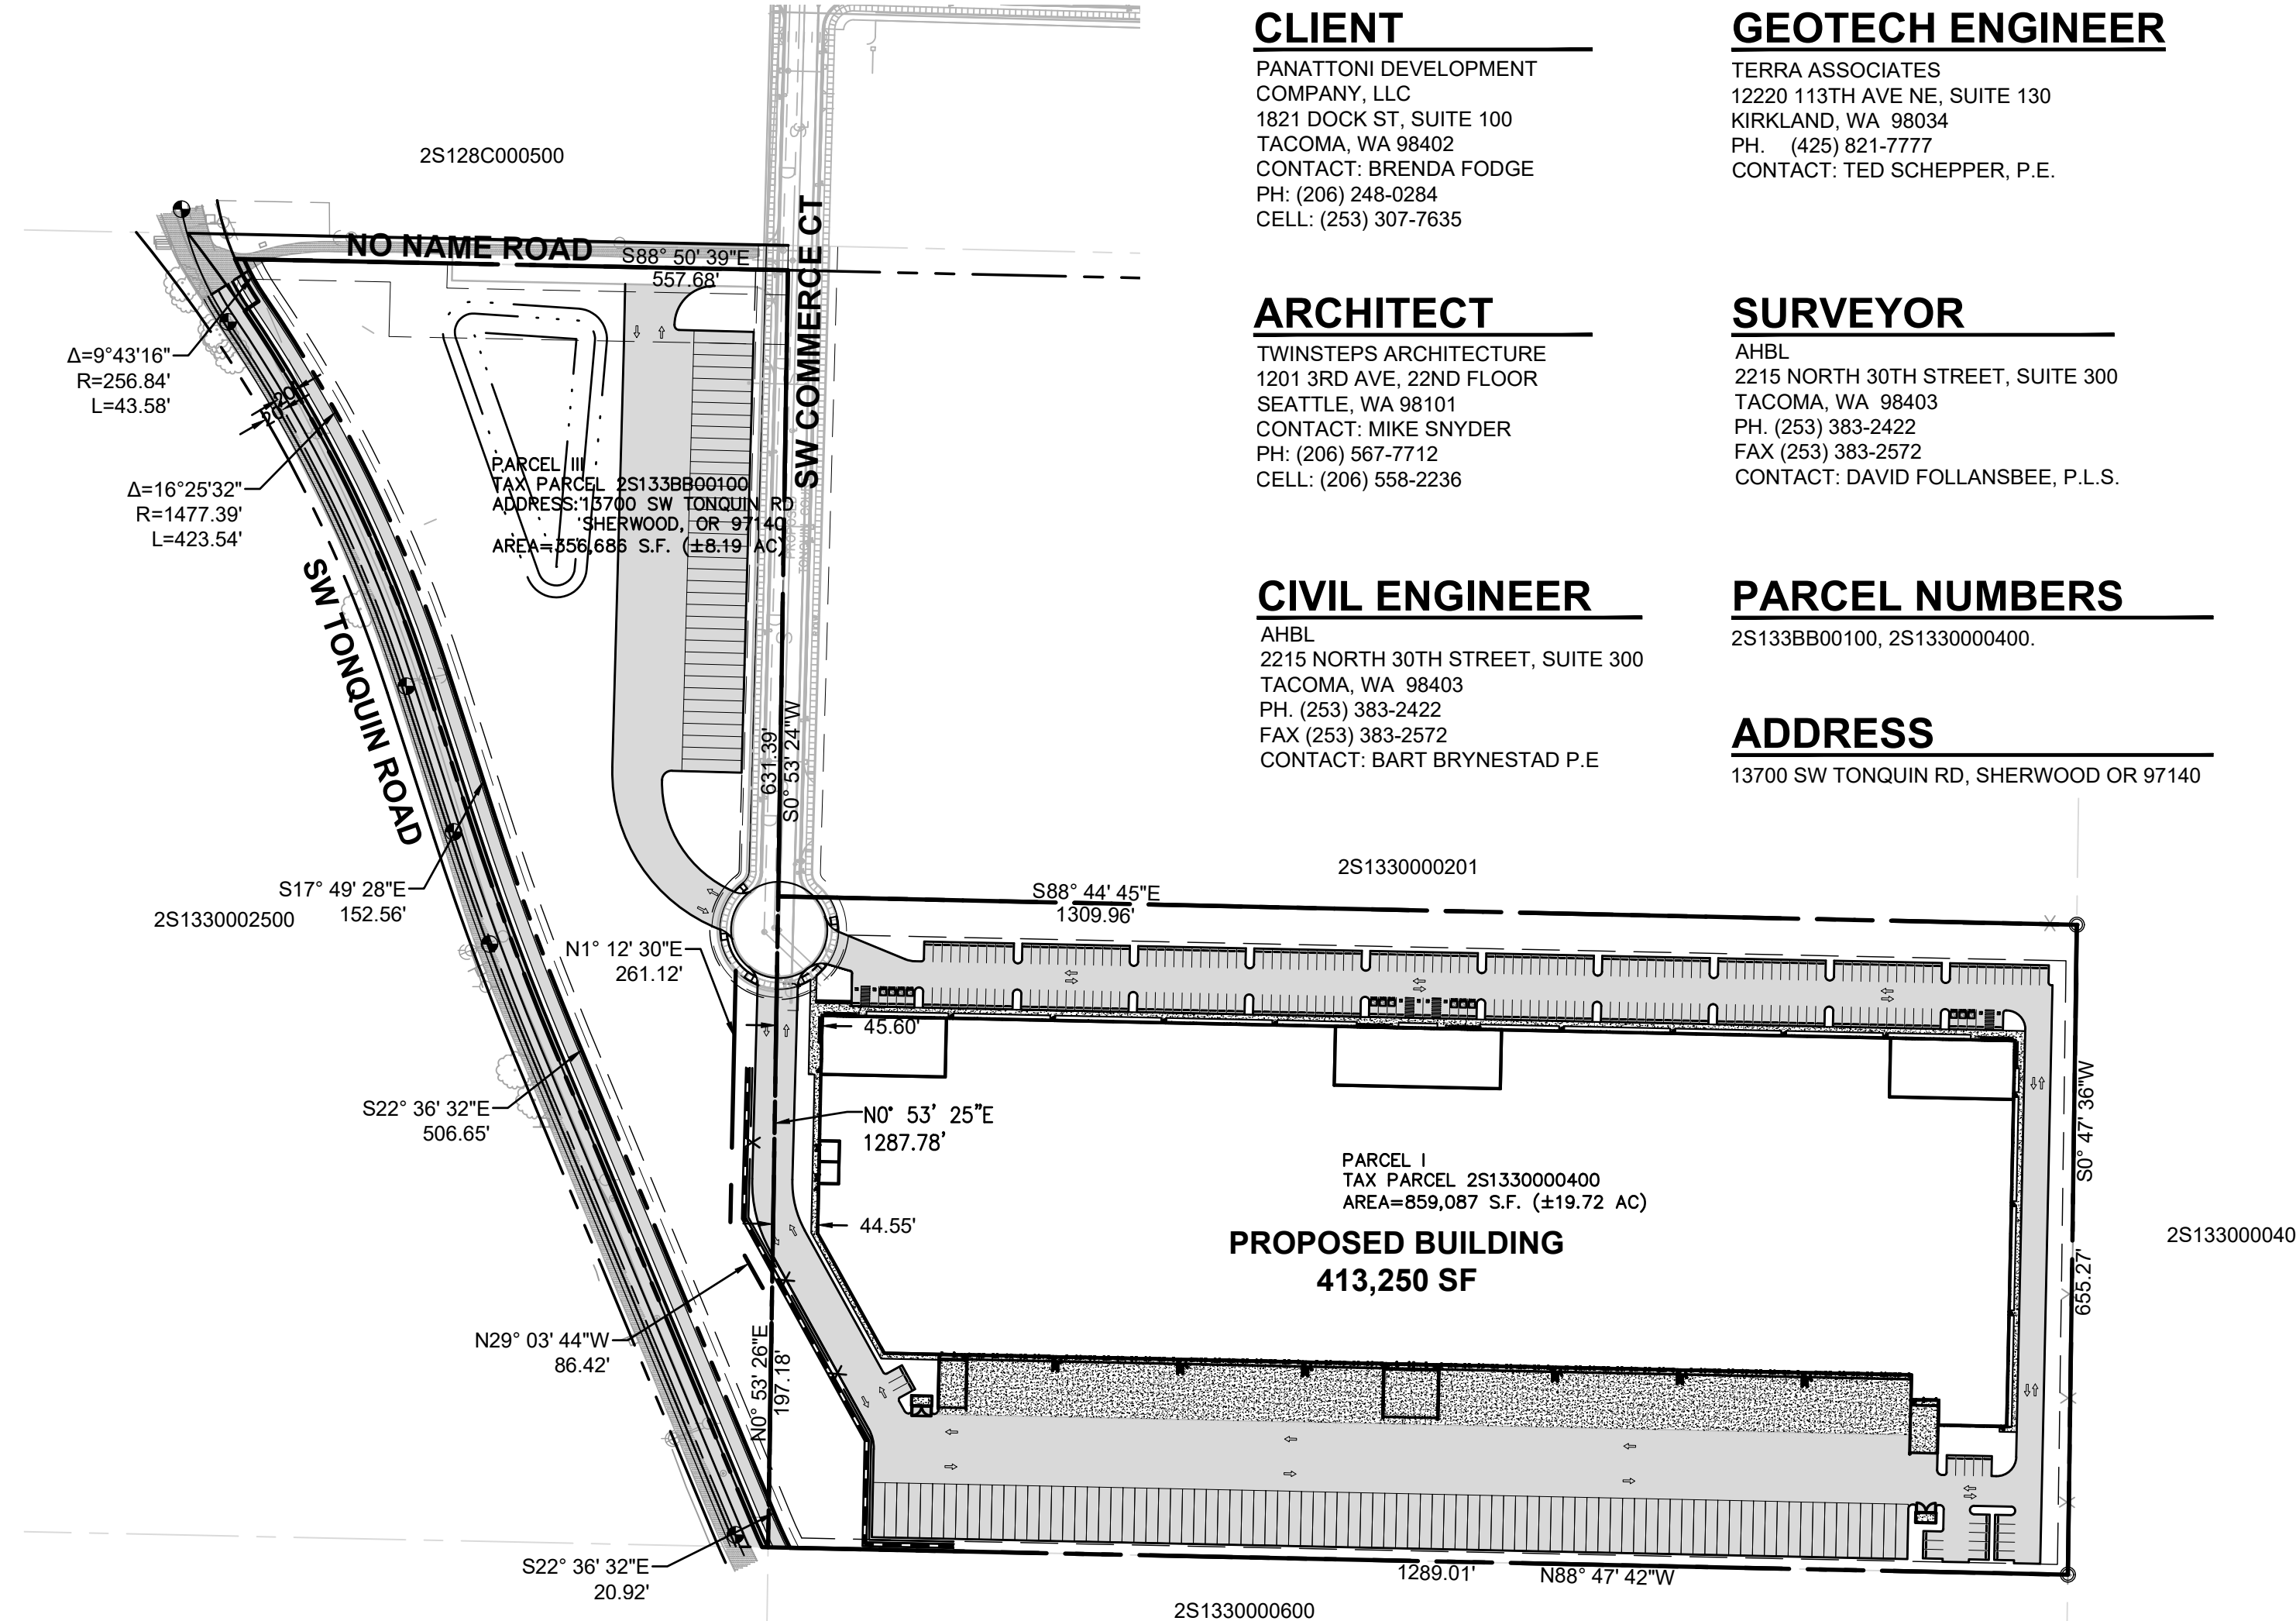 CLIENT
PANATTONI DEVELOPMENT
COMPANY, LLC
1821 DOCK ST, SUITE 100
TACOMA, WA 98402
CONTACT: BRENDA FODGE
PH: (206) 248-0284
CELL: (253) 307-7635
GEOTECH ENGINEER
TERRA ASSOCIATES
12220 113TH AVE NE, SUITE 130
KIRKLAND, WA 98034
PH. (425) 821-7777
CONTACT: TED SCHEPPER, P.E.
ARCHITECT
TWINSTEPS ARCHITECTURE
1201 3RD AVE, 22ND FLOOR
SEATTLE, WA 98101
CONTACT: MIKE SNYDER
PH: (206) 567-7712
CELL: (206) 558-2236
SURVEYOR
AHBL
2215 NORTH 30TH STREET, SUITE 300
TACOMA, WA 98403
PH. (253) 383-2422
FAX (253) 383-2572
CONTACT: DAVID FOLLANSBEE, P.L.S.
CIVIL ENGINEER
AHBL
2215 NORTH 30TH STREET, SUITE 300
TACOMA, WA 98403
PH. (253) 383-2422
FAX (253) 383-2572
CONTACT: BART BRYNESTAD P.E
PARCEL NUMBERS
2S133BB00100, 2S1330000400.
ADDRESS
13700 SW TONQUIN RD, SHERWOOD OR 97140
2S128C000500
NO NAME ROAD
S88° 50' 39"E
557.68'
SW COMMERCE CT
Δ=9°43'16"
R=256.84'
L=43.58'
20'
20'
Δ=16°25'32"
R=1477.39'
L=423.54'
PARCEL III
TAX PARCEL 2S133BB00100
ADDRESS: 13700 SW TONQUIN RD
SHERWOOD, OR 97140
AREA=356,686 S.F. (±8.19 AC)
SW TONQUIN ROAD
631.39'
S0° 53' 24"W
S17° 49' 28"E
152.56'
2S1330002500
2S1330000201
S88° 44' 45"E
1309.96'
N1° 12' 30"E
261.12'
45.60'
S22° 36' 32"E
506.65'
N0° 53' 25"E
1287.78'
S0° 47' 36"W
655.27'
PARCEL I
TAX PARCEL 2S1330000400
AREA=859,087 S.F. (±19.72 AC)
44.55'
PROPOSED BUILDING
413,250 SF
2S133000040
N29° 03' 44"W
86.42'
N0° 53' 26"E
197.18'
S22° 36' 32"E
20.92'
1289.01'
N88° 47' 42"W
2S1330000600